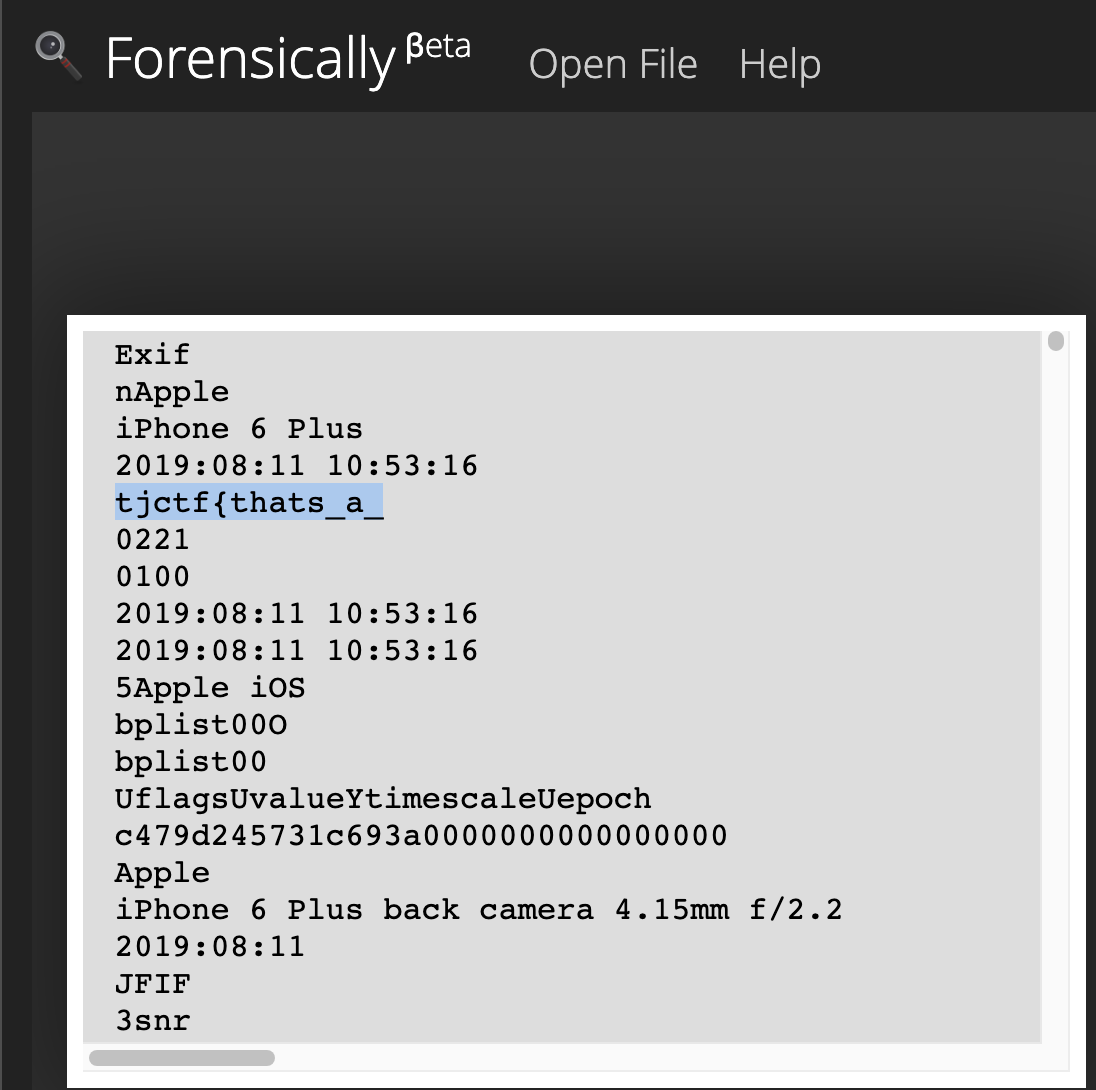 Forensically βeta Open File Help
Exif
nApple
iPhone 6 Plus
2019:08:11 10:53:16
tjctf{thats_a_
0221
0100
2019:08:11 10:53:16
2019:08:11 10:53:16
5Apple iOS
bplist00O
bplist00
UflagsUvalueYtimescaleUepoch
c479d245731c693a0000000000000000
Apple
iPhone 6 Plus back camera 4.15mm f/2.2
2019:08:11
JFIF
3snr